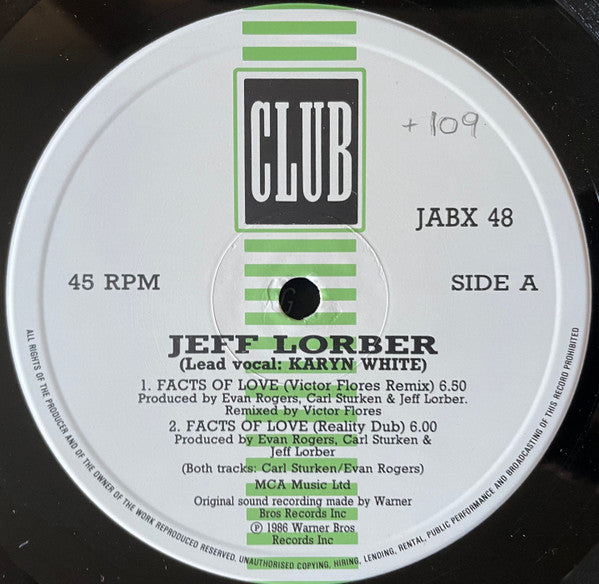 CLUB
+109
JABX 48
45 RPM
SIDE A
JEFF LORBER
(Lead vocal: KARYN WHITE)
1. FACTS OF LOVE (Victor Flores Remix) 6.50
Produced by Evan Rogers, Carl Sturken & Jeff Lorber.
Remixed by Victor Flores
2. FACTS OF LOVE (Reality Dub) 6.00
Produced by Evan Rogers, Carl Sturken &
Jeff Lorber
(Both tracks: Carl Sturken/Evan Rogers)
MCA Music Ltd
Original sound recording made by Warner
Bros Records Inc
℗ 1986 Warner Bros
Records Inc
ALL RIGHTS OF THE PRODUCER AND OF THE OWNER OF THE WORK REPRODUCED RESERVED. UNAUTHORISED COPYING, HIRING, LENDING, RENTAL, PUBLIC PERFORMANCE AND BROADCASTING OF THIS RECORD PROHIBITED